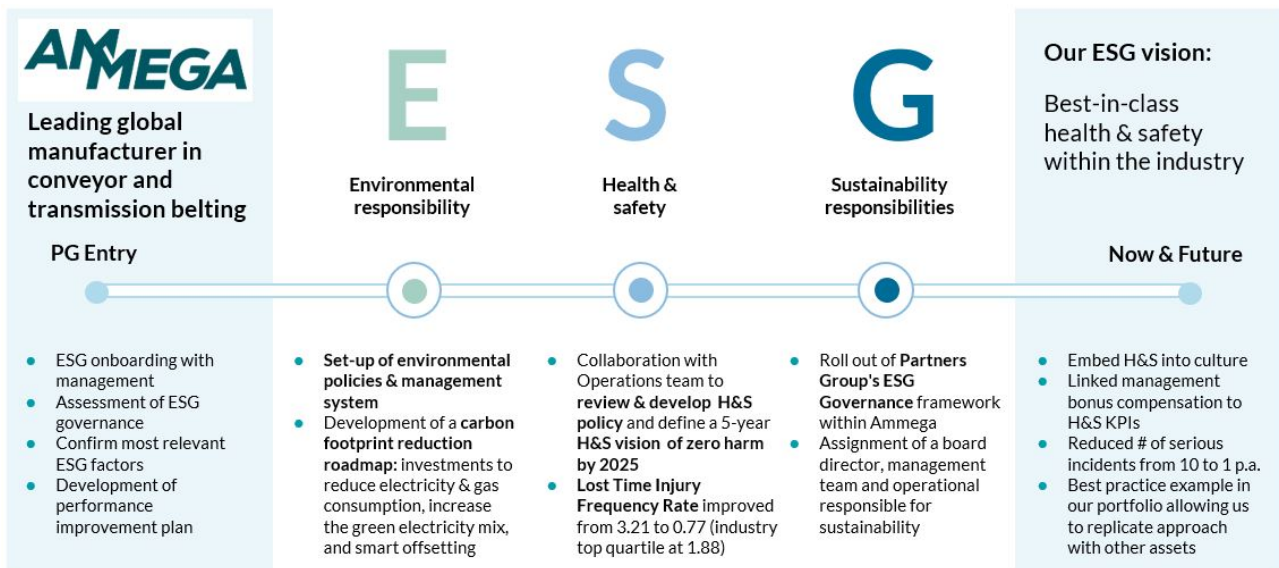 AMMEGA
Leading global
manufacturer in
conveyor and
transmission belting
PG Entry
E
Environmental
responsibility
S
Health &
safety
G
Sustainability
responsibilities
Our ESG vision:
Best-in-class
health & safety
within the industry
Now & Future
• ESG onboarding with
management
• Assessment of ESG
governance
• Confirm most relevant
ESG factors
• Development of
performance
improvement plan
• Set-up of environmental
policies & management
system
• Development of a carbon
footprint reduction
roadmap: investments to
reduce electricity & gas
consumption, increase
the green electricity mix,
and smart offsetting
• Collaboration with
Operations team to
review & develop H&S
policy and define a 5-year
H&S vision of zero harm
by 2025
• Lost Time Injury
Frequency Rate improved
from 3.21 to 0.77 (industry
top quartile at 1.88)
• Roll out of Partners
Group's ESG
Governance framework
within Ammega
• Assignment of a board
director, management
team and operational
responsible for
sustainability
• Embed H&S into culture
• Linked management
bonus compensation to
H&S KPIs
• Reduced # of serious
incidents from 10 to 1 p.a.
• Best practice example in
our portfolio allowing us
to replicate approach
with other assets